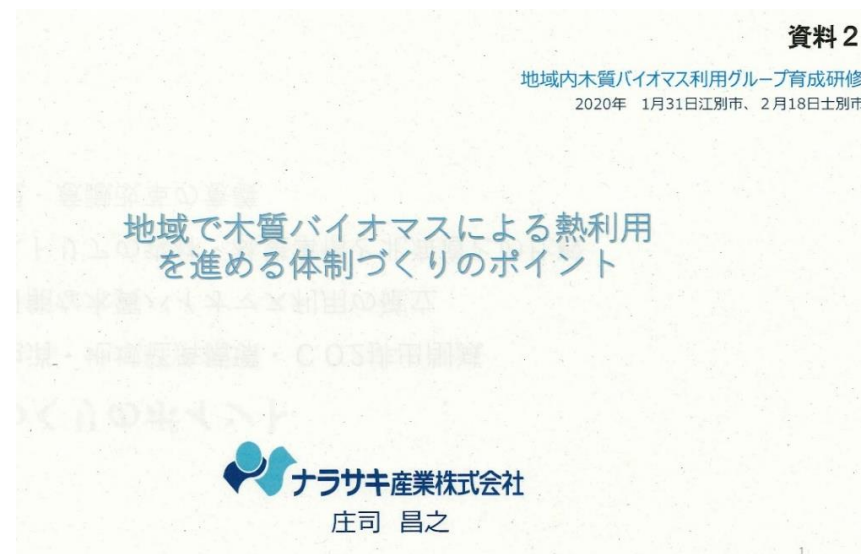 資料2
地域内木質バイオマス利用グループ育成研修
2020年 1月31日江別市、2月18日士別市
地域で木質バイオマスによる熱利用
を進める体制づくりのポイント
ナラサキ産業株式会社
庄司 昌之
1